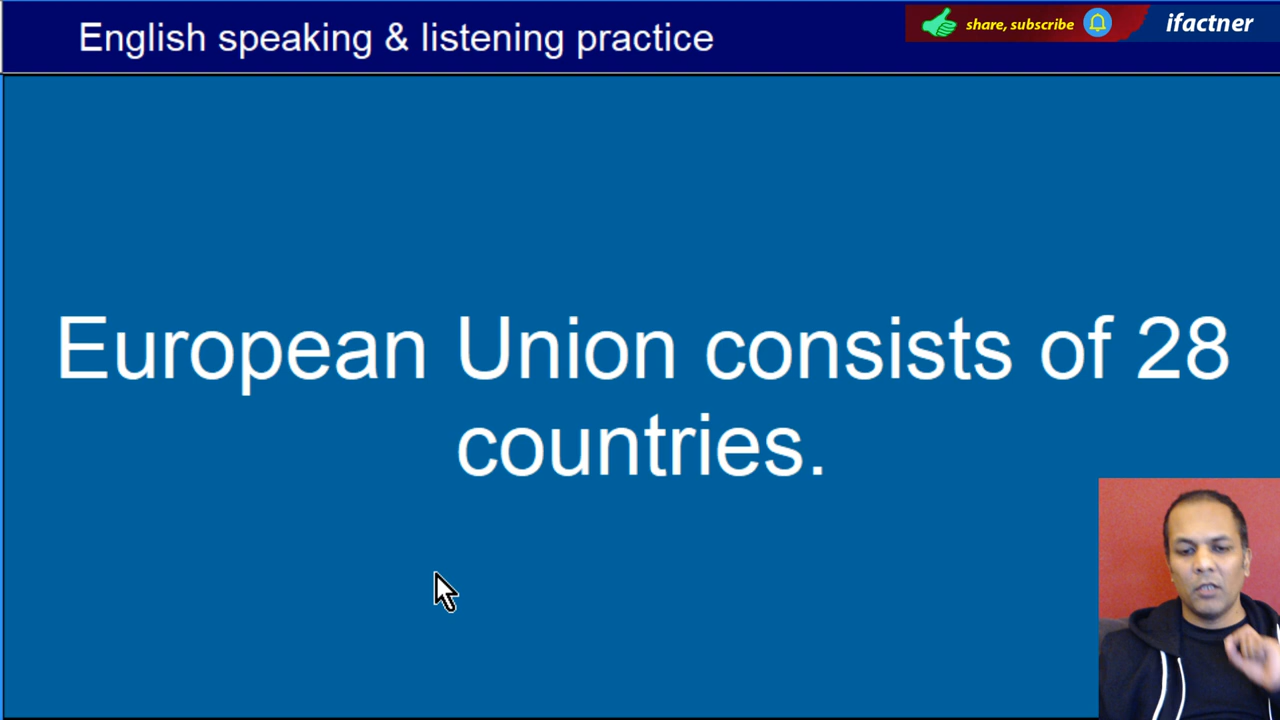 English speaking & listening practice
share, subscribe
ifactner
European Union consists of 28
countries.